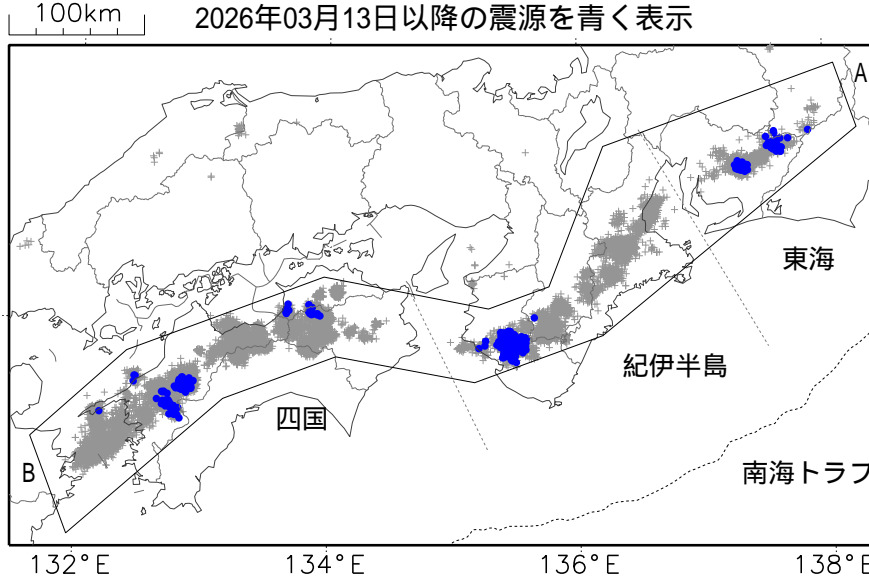 100km
2026年03月13日以降の震源を青く表示
A
東海
紀伊半島
四国
B
南海トラフ
132°E
134°E
136°E
138°E